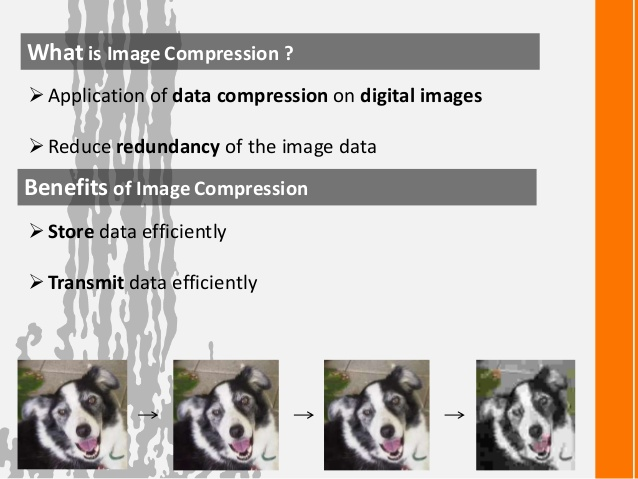 What is Image Compression ?
➢ Application of data compression on digital images
➢ Reduce redundancy of the image data
Benefits of Image Compression
➢ Store data efficiently
➢ Transmit data efficiently